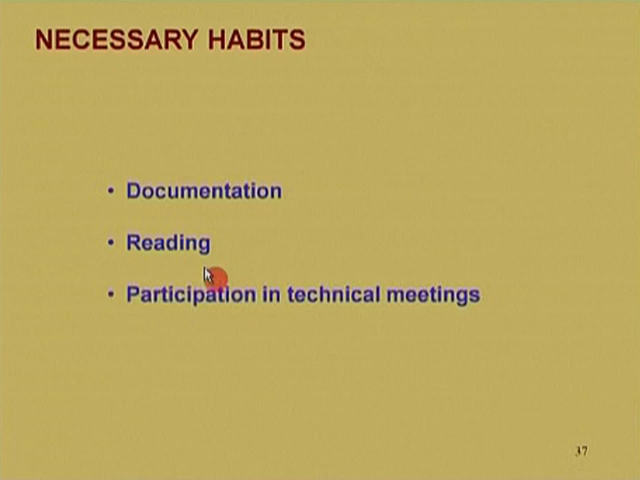 NECESSARY HABITS
• Documentation
• Reading
• Participation in technical meetings
37